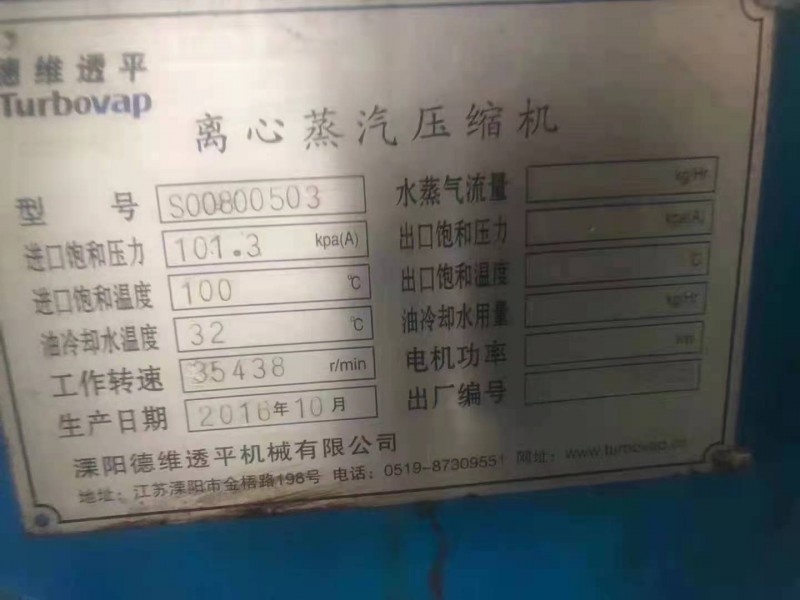 德维透平
Turbovap
离心蒸汽压缩机
型 号 S00800503 水蒸气流量 kg/Hr
进口饱和压力 101.3 kpa(A) 出口饱和压力 kpa(A)
进口饱和温度 100 ℃ 出口饱和温度 ℃
油冷却水温度 32 ℃ 油冷却水用量 kg/Hr
工作转速 35438 r/min 电机功率
生产日期 2016年10月 出厂编号
溧阳德维透平机械有限公司
地址：江苏溧阳市金梧路198号 电话：0519-87309551 网址：www.turbovap.